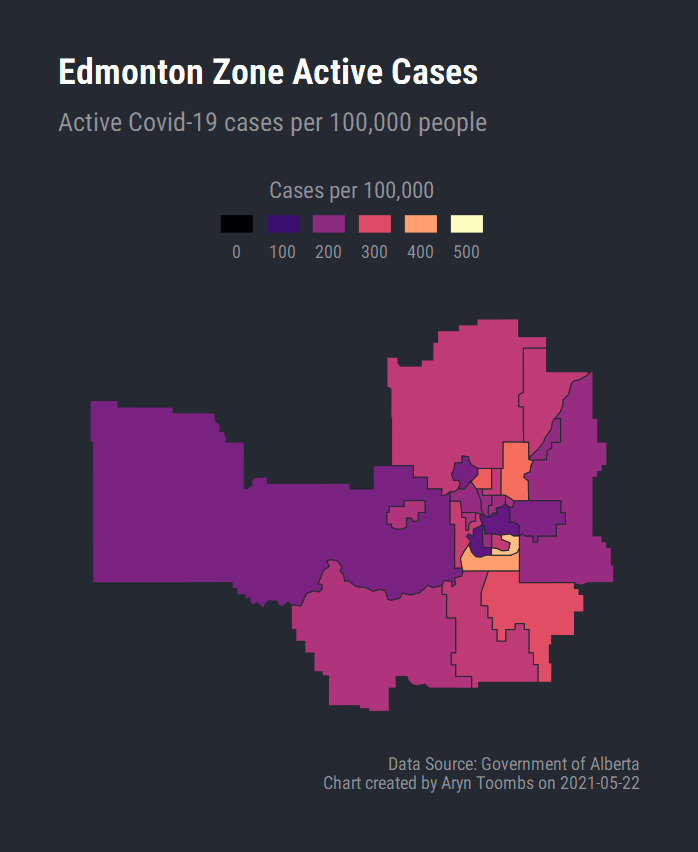 Edmonton Zone Active Cases
Active Covid-19 cases per 100,000 people
Cases per 100,000
0 100 200 300 400 500
Data Source: Government of Alberta
Chart created by Aryn Toombs on 2021-05-22